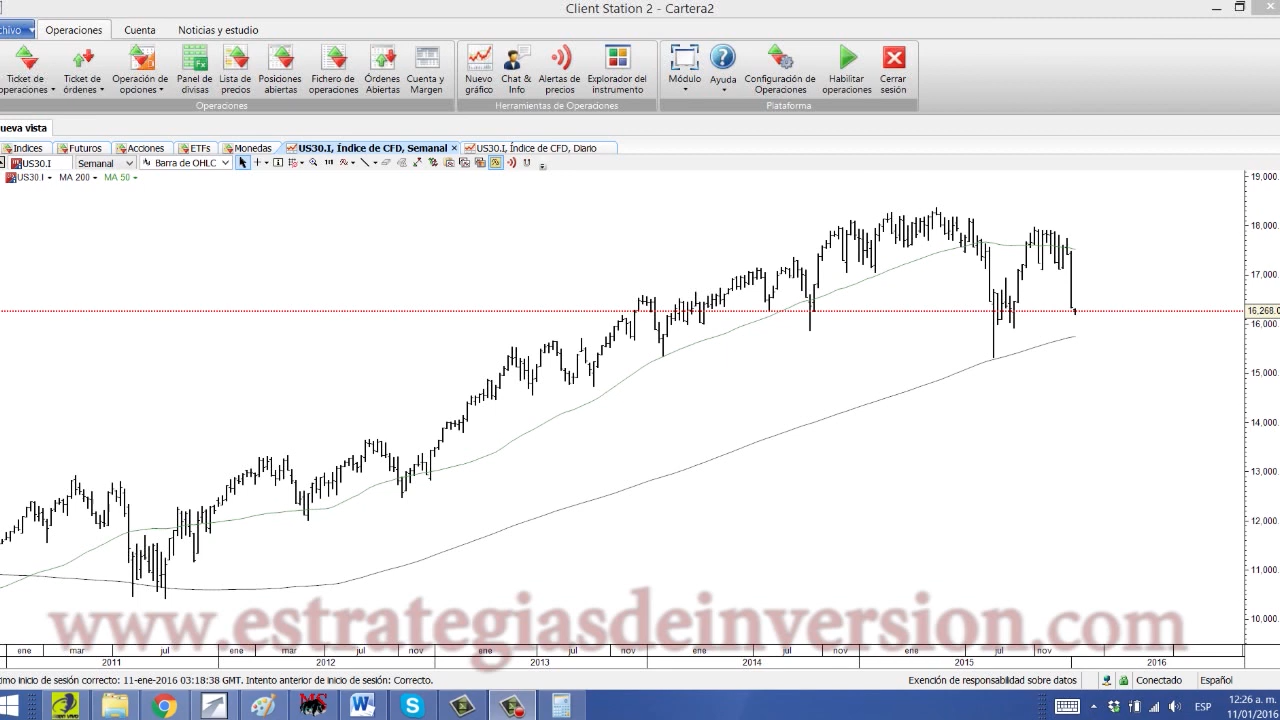 Client Station 2 - Cartera2
chivo Operaciones Cuenta Noticias y estudio
Ticket de operaciones
Ticket de órdenes
Operación de opciones
Panel de divisas
Lista de precios
Posiciones abiertas
Fichero de operaciones
Órdenes Abiertas
Cuenta y Margen
Nuevo gráfico
Chat & Info
Alertas de precios
Explorador del instrumento
Módulo
Ayuda
Configuración de Operaciones
Habilitar operaciones
Cerrar sesión
Operaciones Herramientas de Operaciones Plataforma
ueva vista
Indices Futuros Acciones ETFs Monedas US30.I, Índice de CFD, Semanal US30.I, Índice de CFD, Diario
US30.I Semanal Barra de OHLC
US30.I MA 200 MA 50
19,000.
18,000.
17,000.
16,268.0
16,000.
15,000.
14,000.
13,000.
12,000.
11,000.
10,000.
www.estrategiasdeinversion.com
ene mar jul ene mar jul nov ene jul nov ene jul nov ene jul nov
2011 2012 2013 2014 2015 2016
timo inicio de sesión correcto: 11-ene-2016 03:18:38 GMT. Intento anterior de inicio de sesión: Correcto. Exención de responsabilidad sobre datos Conectado Español
ESP 12:26 a. m.
11/01/2016